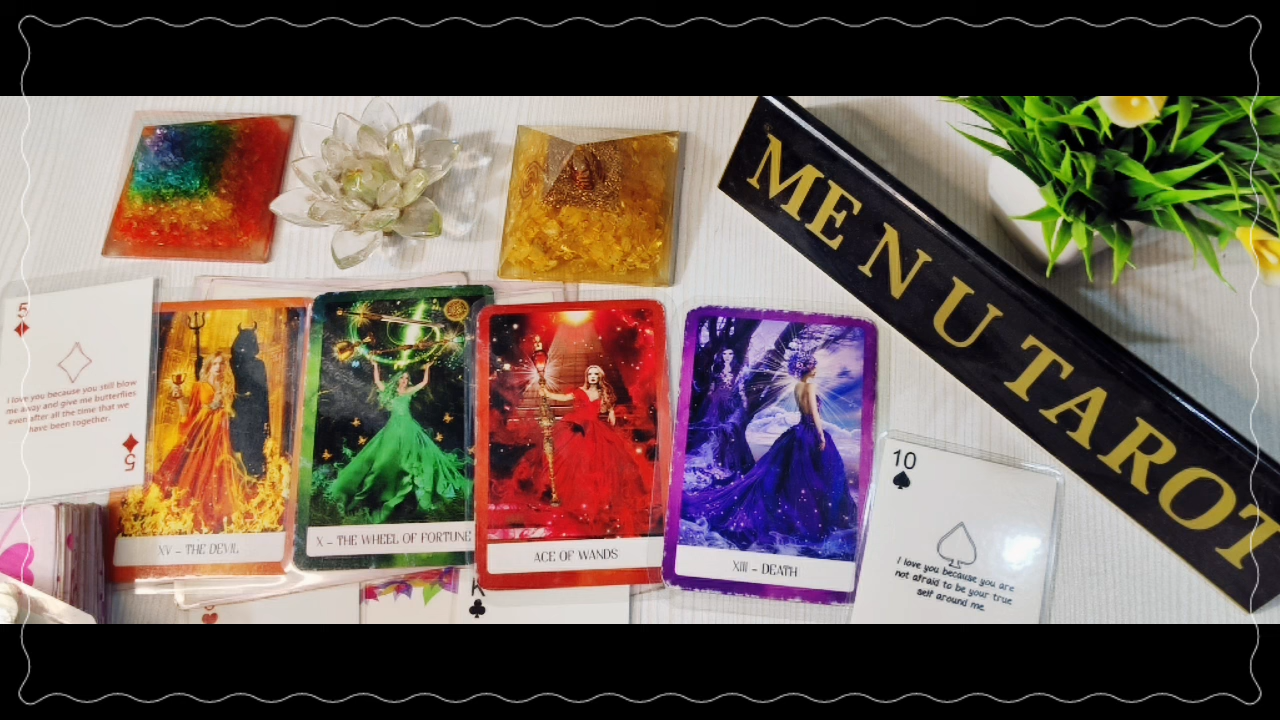 MENU TAROT
5
I love you because you still blow
me away and give me butterflies
even after all the time that we
have been together.
5
XV – THE DEVIL
X – THE WHEEL OF FORTUNE
ACE OF WANDS
XIII – DEATH
10
I love you because you are
not afraid to be your true
self around me.
K